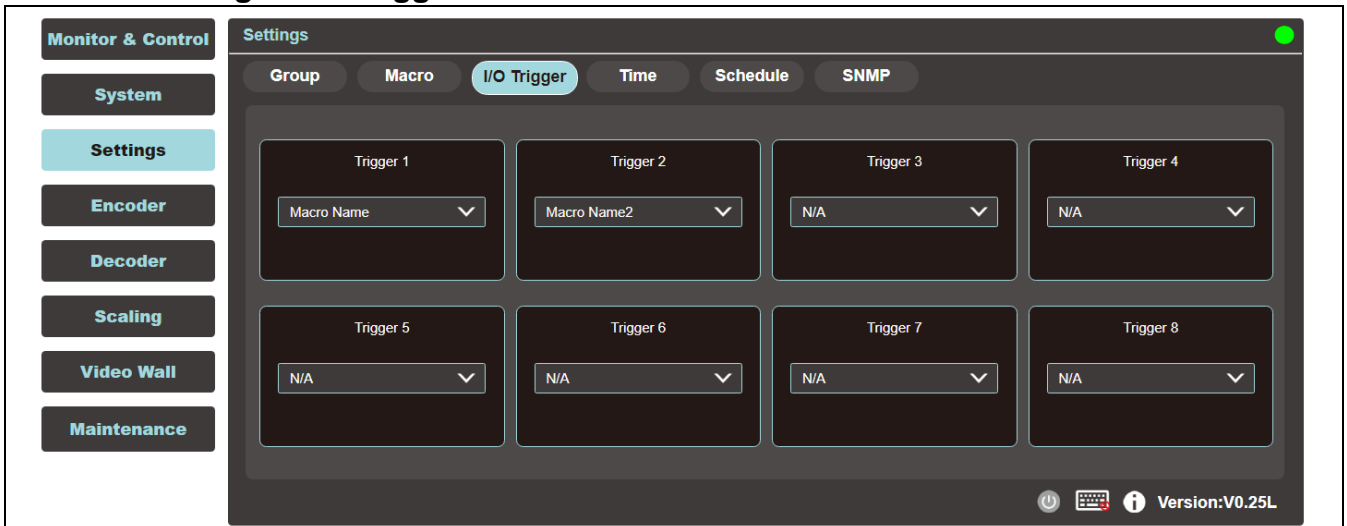 Monitor & Control
System
Settings
Encoder
Decoder
Scaling
Video Wall
Maintenance
Settings
Group Macro I/O Trigger Time Schedule SNMP
Trigger 1 Trigger 2 Trigger 3 Trigger 4
Macro Name Macro Name2 N/A N/A
Trigger 5 Trigger 6 Trigger 7 Trigger 8
N/A N/A N/A N/A
Version:V0.25L